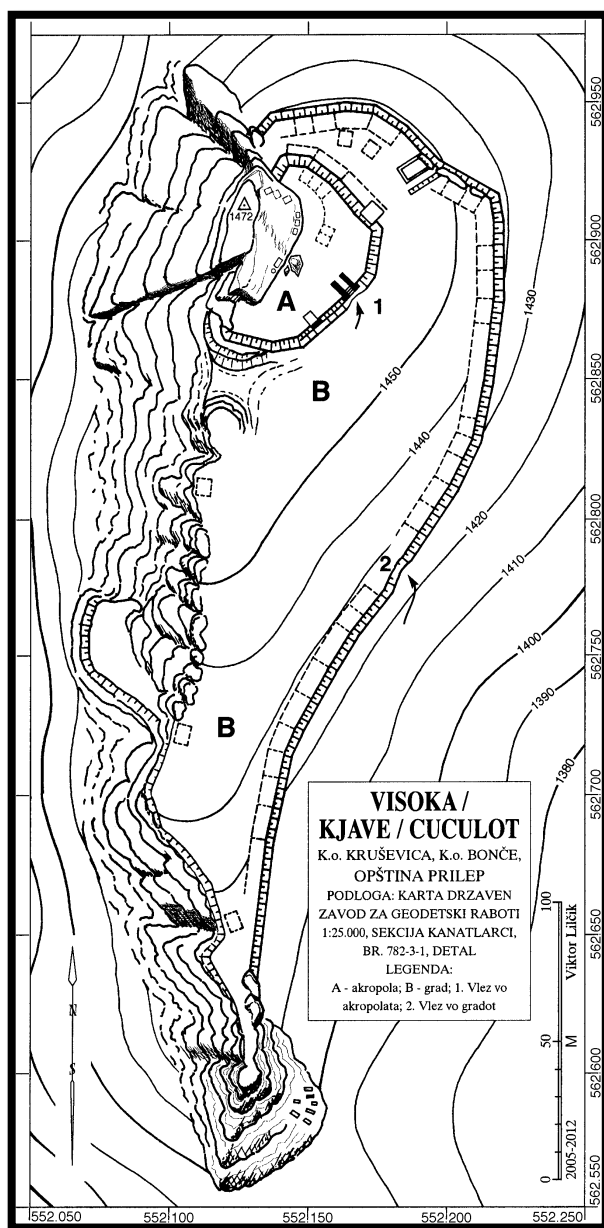 562.950
562.900
562.850
562.800
562.750
562.700
562.650
562.600
562.550
552.050
552.100
552.150
552.200
552.250
1472
A
1
B
1430
1450
1440
1420
2
1410
1400
1390
1380
B
VISOKA /
KJAVE / CUCULOT
K.o. KRUŠEVICA, K.o. BONČE,
OPŠTINA PRILEP
PODLOGA: KARTA DRZAVEN
ZAVOD ZA GEODETSKI RABOTI
1:25.000, SEKCIJA KANATLARCI,
BR. 782-3-1, DETAL
LEGENDA:
A - akropola; B - grad; 1. Vlez vo
akropolata; 2. Vlez vo gradot
N
S
100
50
0
M
Viktor Lilčiḱ
2005-2012